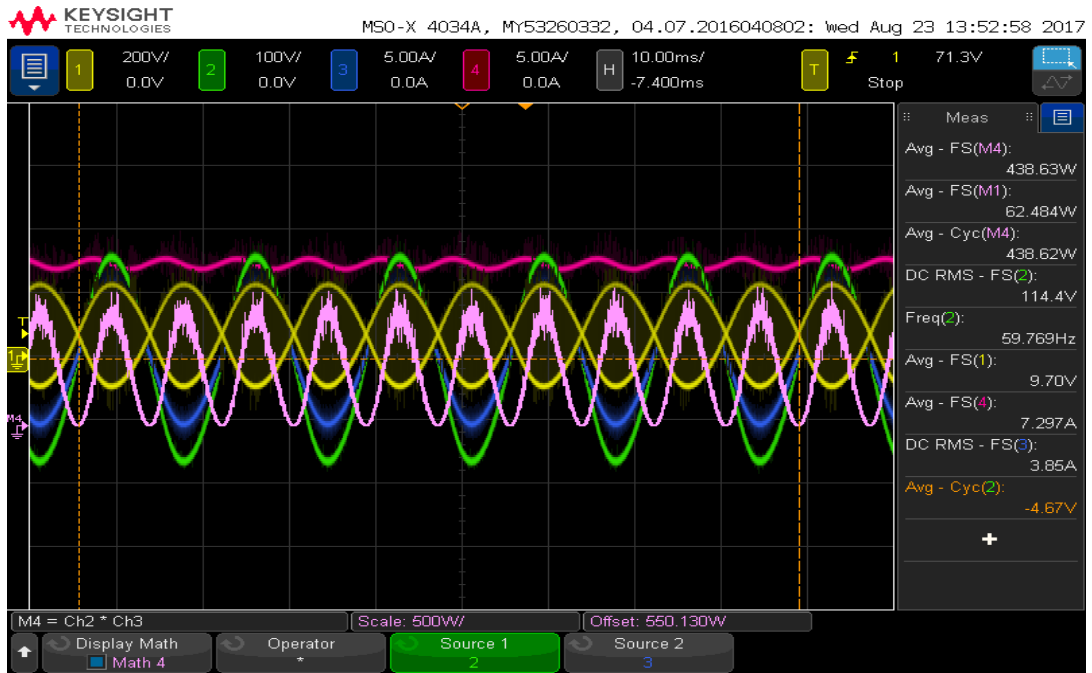 KEYSIGHT
TECHNOLOGIES
MSO-X 4034A, MY53260332, 04.07.2016040802: Wed Aug 23 13:52:58 2017
1 200V/ 2 100V/ 3 5.00A/ 4 5.00A/ H 10.00ms/ T 1 71.3V
0.0V 0.0V 0.0A 0.0A -7.400ms Stop
Meas
Avg - FS(M4):
438.63W
Avg - FS(M1):
62.484W
Avg - Cyc(M4):
438.62W
DC RMS - FS(2):
114.4V
Freq(2):
59.769Hz
Avg - FS(1):
9.70V
Avg - FS(4):
7.297A
DC RMS - FS(3):
3.85A
Avg - Cyc(2):
-4.67V
+
T
1
M4
M4 = Ch2 * Ch3 Scale: 500W/ Offset: 550.130W
Display Math Operator Source 1 Source 2
Math 4 * 2 3